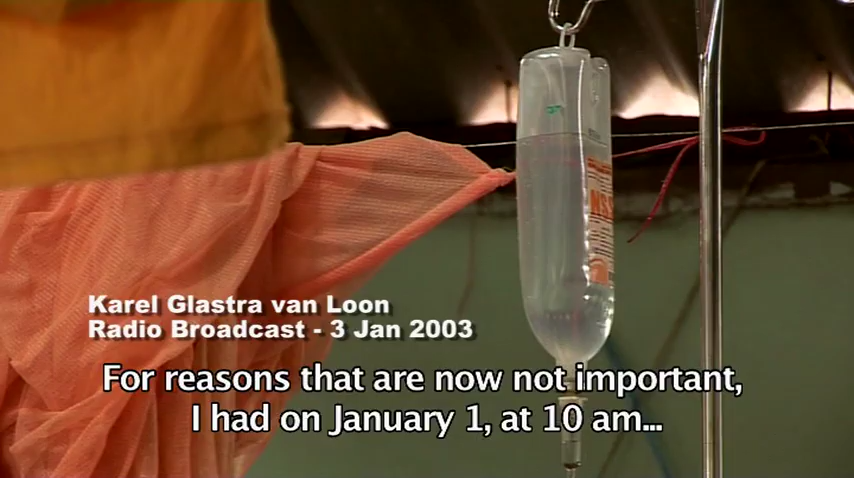 NSS
Karel Glastra van Loon
Radio Broadcast - 3 Jan 2003
For reasons that are now not important,
I had on January 1, at 10 am...